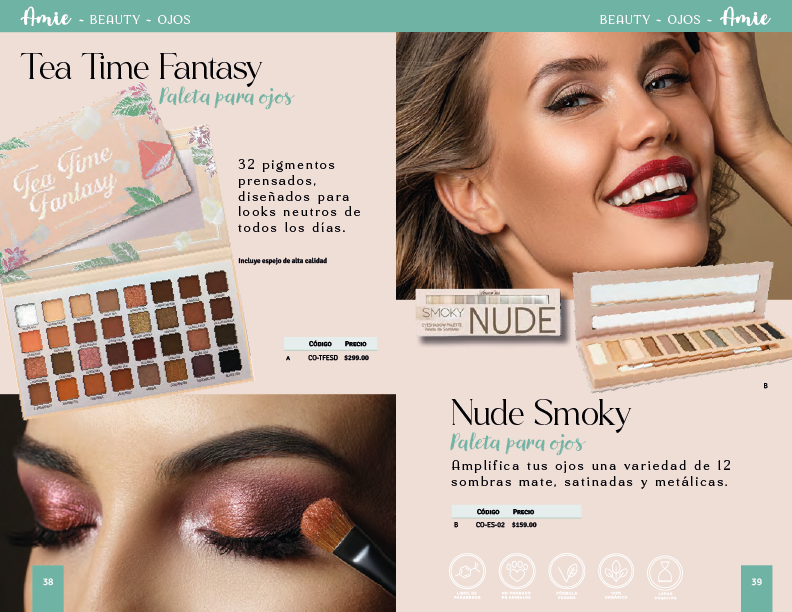 Amie ~ BEAUTY ~ OJOS
BEAUTY ~ OJOS ~ Amie
Tea Time Fantasy
Paleta para ojos
Tea Time
Fantasy
32 pigmentos
prensados,
diseñados para
looks neutros de
todos los días.
Incluye espejo de alta calidad
CÓDIGO PRECIO
A CO-TFESD $299.00
38
SMOKY
NUDE
EYESHADOW PALETTE
B
Nude Smoky
Paleta para ojos
Amplifica tus ojos una variedad de 12
sombras mate, satinadas y metálicas.
CÓDIGO PRECIO
B CO-ES-02 $159.00
39